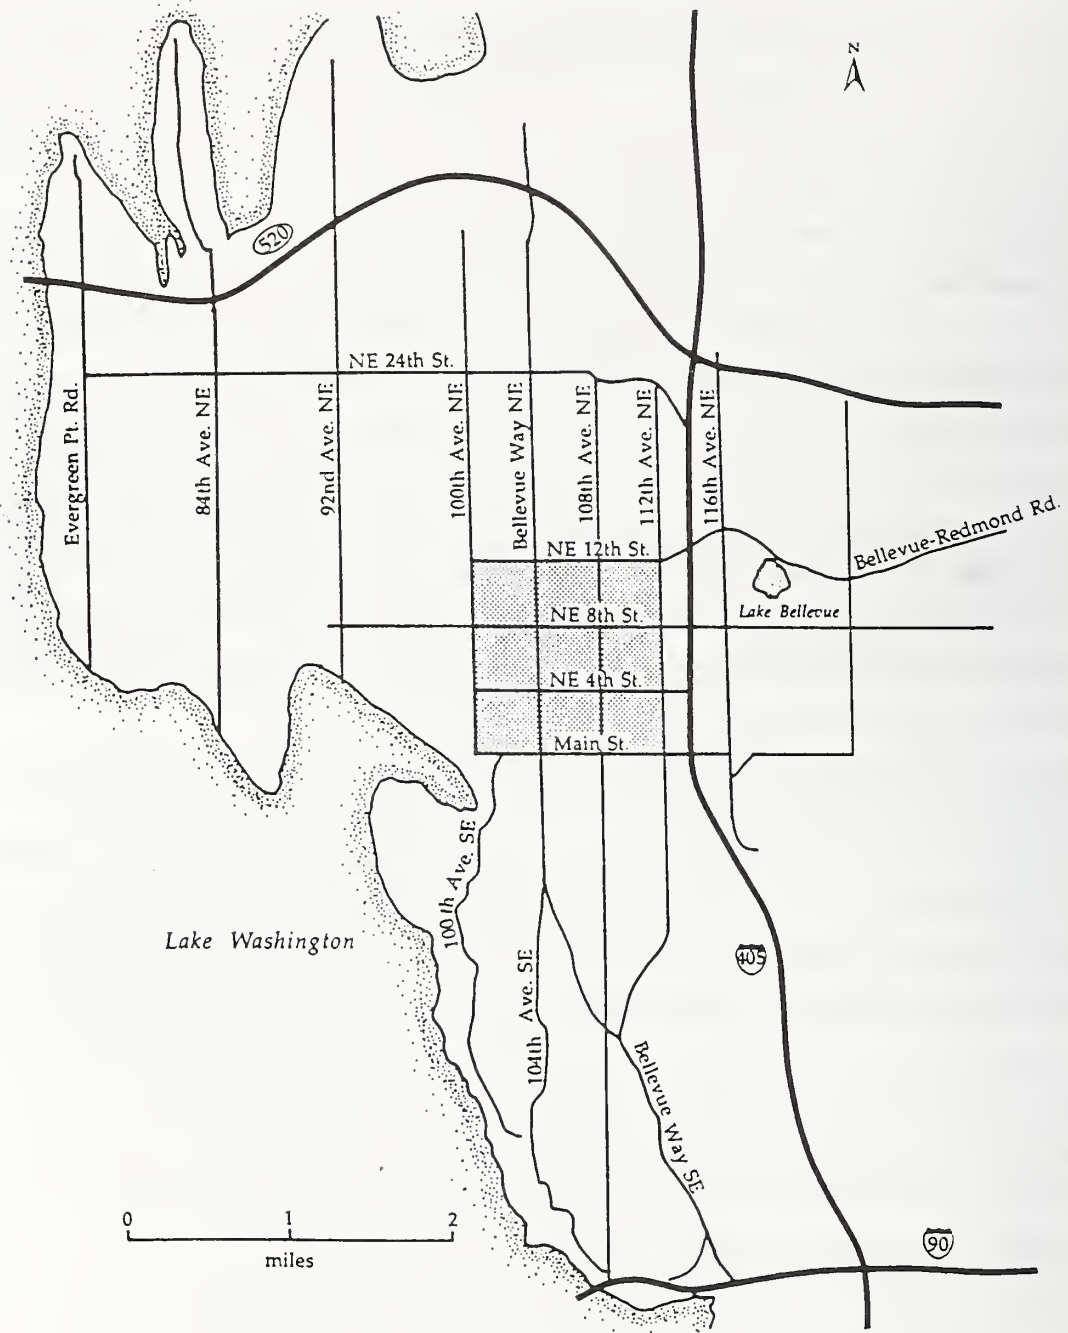 N
520
NE 24th St.
Evergreen Pt. Rd.
84th Ave. NE
92nd Ave. NE
100th Ave. NE
Bellevue Way NE
108th Ave. NE
112th Ave. NE
116th Ave. NE
Bellevue-Redmond Rd.
NE 12th St.
Lake Bellevue
NE 8th St.
NE 4th St.
Main St.
100th Ave. SE
Lake Washington
405
104th Ave. SE
Bellevue Way SE
0 1 2
miles
90